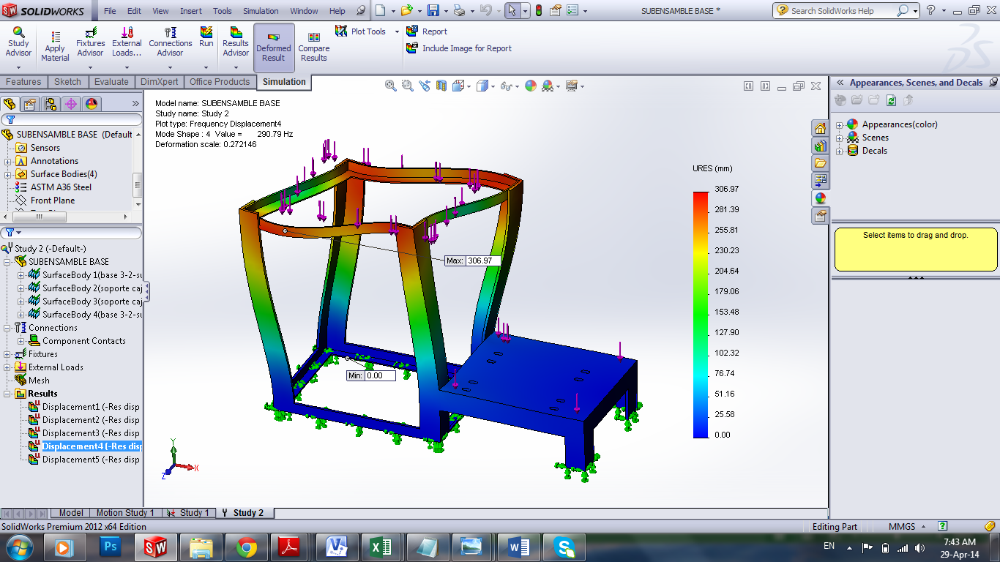 SOLIDWORKS File Edit View Insert Tools Simulation Window Help SUBENSAMBLE BASE * Search SolidWorks Help
Study Advisor
Apply Material
Fixtures Advisor
External Loads...
Connections Advisor
Run
Results Advisor
Deformed Result
Compare Results
Plot Tools
Report
Include Image for Report
Features Sketch Evaluate DimXpert Office Products Simulation
SUBENSAMBLE BASE (Default
Sensors
Annotations
Surface Bodies(4)
ASTM A36 Steel
Front Plane
Study 2 (-Default-)
SUBENSAMBLE BASE
SurfaceBody 1(base 3-2-su
SurfaceBody 2(soporte caj
SurfaceBody 3(soporte caj
SurfaceBody 4(base 3-2-su
Connections
Component Contacts
Fixtures
External Loads
Mesh
Results
Displacement1 (-Res disp
Displacement2 (-Res disp
Displacement3 (-Res disp
Displacement4 (-Res disp
Displacement5 (-Res disp
Model name: SUBENSAMBLE BASE
Study name: Study 2
Plot type: Frequency Displacement4
Mode Shape : 4 Value = 290.79 Hz
Deformation scale: 0.272146
Max: 306.97
Min: 0.00
Y
X
Z
URES (mm)
306.97
281.39
255.81
230.23
204.64
179.06
153.48
127.90
102.32
76.74
51.16
25.58
0.00
Appearances, Scenes, and Decals
Appearances(color)
Scenes
Decals
Select items to drag and drop.
Model Motion Study 1 Study 1 Study 2
SolidWorks Premium 2012 x64 Edition Editing Part MMGS
Ps SW W
EN 7:43 AM
29-Apr-14